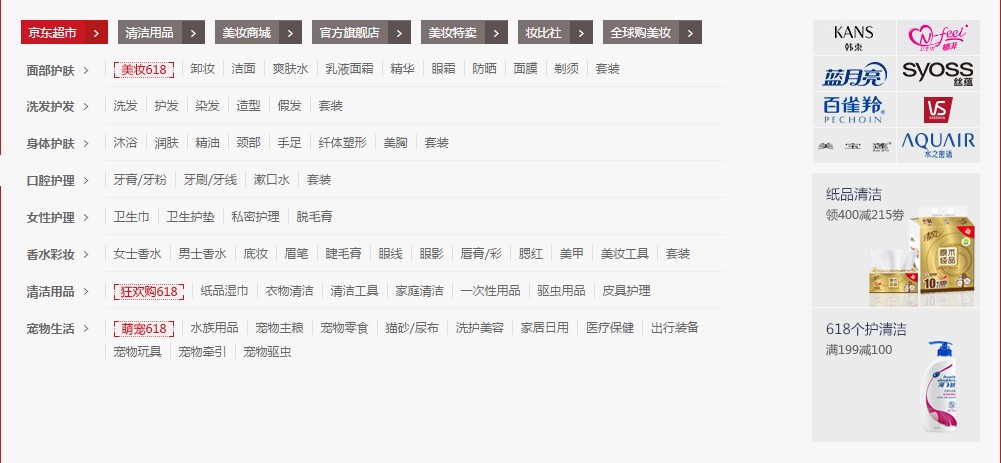 京东超市 > 清洁用品 > 美妆商城 > 官方旗舰店 > 美妆特卖 > 妆比社 > 全球购美妆 >
面部护肤 > 美妆618 卸妆 洁面 爽肤水 乳液面霜 精华 眼霜 防晒 面膜 剃须 套装
洗发护发 > 洗发 护发 染发 造型 假发 套装
身体护肤 > 沐浴 润肤 精油 颈部 手足 纤体塑形 美胸 套装
口腔护理 > 牙膏/牙粉 牙刷/牙线 漱口水 套装
女性护理 > 卫生巾 卫生护垫 私密护理 脱毛膏
香水彩妆 > 女士香水 男士香水 底妆 眉笔 睫毛膏 眼线 眼影 唇膏/彩 腮红 美甲 美妆工具 套装
清洁用品 > 狂欢购618 纸品湿巾 衣物清洁 清洁工具 家庭清洁 一次性用品 驱虫用品 皮具护理
宠物生活 > 萌宠618 水族用品 宠物主粮 宠物零食 猫砂/尿布 洗护美容 家居日用 医疗保健 出行装备
宠物玩具 宠物牵引 宠物驱虫
KANS
韩束
N-feel
娜菲
蓝月亮
syoss
丝蕴
百雀羚
PECHOIN
VS
SASSOON
美宝莲
AQUAIR
水之密语
纸品清洁
领400减215券
原木
纯品
10
618个护清洁
满199减100
海飞丝